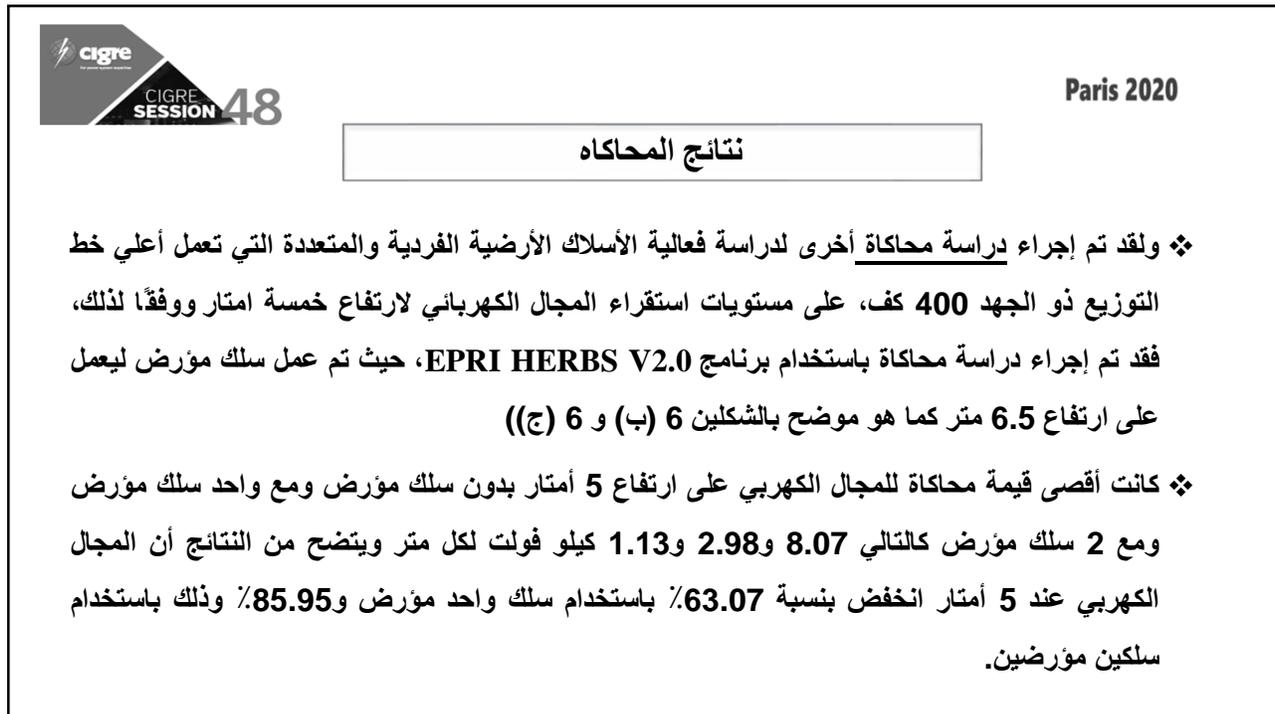 cigre
CIGRE
SESSION 48
Paris 2020
نتائج المحاكاه
❖ ولقد تم إجراء دراسة محاكاة أخرى لدراسة فعالية الأسلاك الأرضية الفردية والمتعددة التي تعمل أعلي خط
التوزيع ذو الجهد 400 كف، على مستويات استقراء المجال الكهربائي لارتفاع خمسة امتار ووفقًا لذلك،
فقد تم إجراء دراسة محاكاة باستخدام برنامج EPRI HERBS V2.0، حيث تم عمل سلك مؤرض ليعمل
على ارتفاع 6.5 متر كما هو موضح بالشكلين 6 (ب) و 6 (ج))
❖ كانت أقصى قيمة محاكاة للمجال الكهربي على ارتفاع 5 أمتار بدون سلك مؤرض ومع واحد سلك مؤرض
ومع 2 سلك مؤرض كالتالي 8.07 و2.98 و1.13 كيلو فولت لكل متر ويتضح من النتائج أن المجال
الكهربي عند 5 أمتار انخفض بنسبة 63.07٪ باستخدام سلك واحد مؤرض و85.95٪ وذلك باستخدام
سلكين مؤرضين.